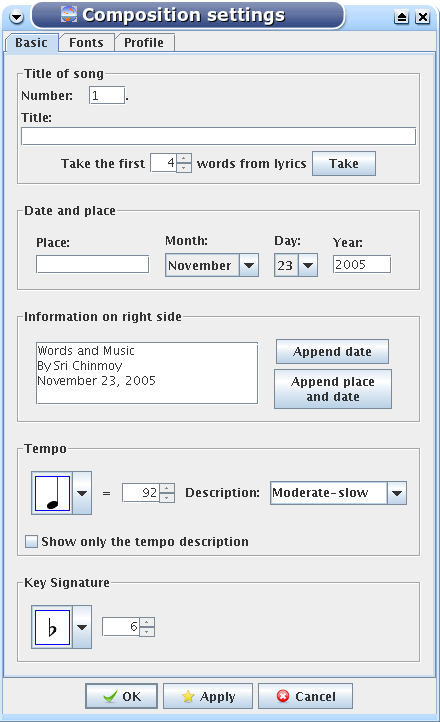 Composition settings
Basic Fonts Profile
Title of song
Number: 1 .
Title:
Take the first 4 words from lyrics Take
Date and place
Place: Month: Day: Year:
November 23 2005
Information on right side
Words and Music
By Sri Chinmoy
November 23, 2005
Append date
Append place
and date
Tempo
= 92 Description: Moderate-slow
Show only the tempo description
Key Signature
♭ 6
OK Apply Cancel